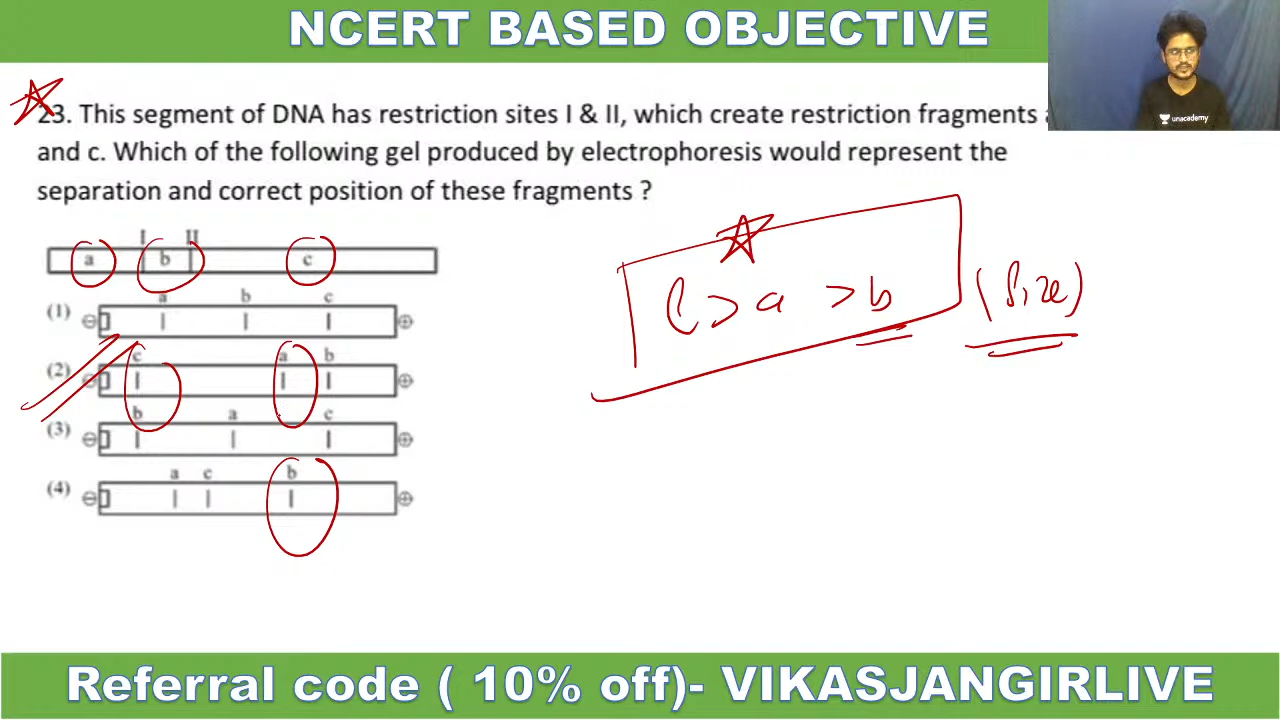 NCERT BASED OBJECTIVE
unacademy
23. This segment of DNA has restriction sites I & II, which create restriction fragments a
and c. Which of the following gel produced by electrophoresis would represent the
separation and correct position of these fragments ?
I II
a b c
a b c
(1) ⊖ ⊕
c a b
(2) ⊖ ⊕
b a c
(3) ⊖ ⊕
a c b
(4) ⊖ ⊕
c > a > b (Size)
Referral code ( 10% off)- VIKASJANGIRLIVE